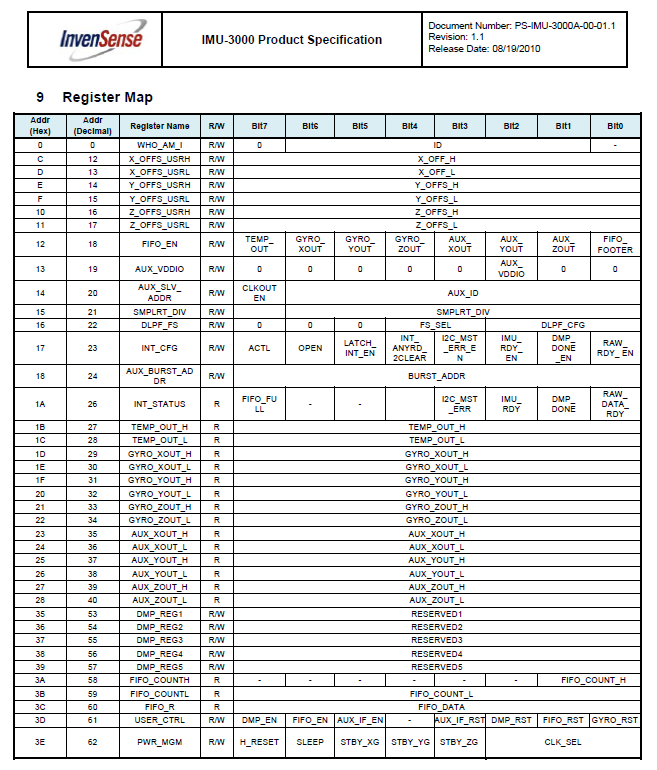 InvenSense
IMU-3000 Product Specification
Document Number: PS-IMU-3000A-00-01.1
Revision: 1.1
Release Date: 08/19/2010
9 Register Map
Addr (Hex) Addr (Decimal) Register Name R/W Bit7 Bit6 Bit5 Bit4 Bit3 Bit2 Bit1 Bit0
0 0 WHO_AM_I R/W 0 ID -
C 12 X_OFFS_USRH R/W X_OFF_H
D 13 X_OFFS_USRL R/W X_OFF_L
E 14 Y_OFFS_USRH R/W Y_OFFS_H
F 15 Y_OFFS_USRL R/W Y_OFFS_L
10 16 Z_OFFS_USRH R/W Z_OFFS_H
11 17 Z_OFFS_USRL R/W Z_OFFS_L
12 18 FIFO_EN R/W TEMP_ OUT GYRO_ XOUT GYRO_ YOUT GYRO_ ZOUT AUX_ XOUT AUX_ YOUT AUX_ ZOUT FIFO_ FOOTER
13 19 AUX_VDDIO R/W 0 0 0 0 0 AUX_ VDDIO 0 0
14 20 AUX_SLV_ ADDR R/W CLKOUT EN AUX_ID
15 21 SMPLRT_DIV R/W SMPLRT_DIV
16 22 DLPF_FS R/W 0 0 0 FS_SEL DLPF_CFG
17 23 INT_CFG R/W ACTL OPEN LATCH_ INT_EN INT_ ANYRD_ 2CLEAR I2C_MST _ERR_E N IMU_ RDY_ EN DMP_ DONE _EN RAW_ RDY_ EN
18 24 AUX_BURST_AD DR R/W BURST_ADDR
1A 26 INT_STATUS R FIFO_FU LL - - I2C_MST _ERR IMU_ RDY DMP_ DONE RAW_ DATA_ RDY
1B 27 TEMP_OUT_H R TEMP_OUT_H
1C 28 TEMP_OUT_L R TEMP_OUT_L
1D 29 GYRO_XOUT_H R GYRO_XOUT_H
1E 30 GYRO_XOUT_L R GYRO_XOUT_L
1F 31 GYRO_YOUT_H R GYRO_YOUT_H
20 32 GYRO_YOUT_L R GYRO_YOUT_L
21 33 GYRO_ZOUT_H R GYRO_ZOUT_H
22 34 GYRO_ZOUT_L R GYRO_ZOUT_L
23 35 AUX_XOUT_H R AUX_XOUT_H
24 36 AUX_XOUT_L R AUX_XOUT_L
25 37 AUX_YOUT_H R AUX_YOUT_H
26 38 AUX_YOUT_L R AUX_YOUT_L
27 39 AUX_ZOUT_H R AUX_ZOUT_H
28 40 AUX_ZOUT_L R AUX_ZOUT_L
35 53 DMP_REG1 R/W RESERVED1
36 54 DMP_REG2 R/W RESERVED2
37 55 DMP_REG3 R/W RESERVED3
38 56 DMP_REG4 R/W RESERVED4
39 57 DMP_REG5 R/W RESERVED5
3A 58 FIFO_COUNTH R - - - - - - FIFO_COUNT_H
3B 59 FIFO_COUNTL R FIFO_COUNT_L
3C 60 FIFO_R R FIFO_DATA
3D 61 USER_CTRL R/W DMP_EN FIFO_EN AUX_IF_EN - AUX_IF_RST DMP_RST FIFO_RST GYRO_RST
3E 62 PWR_MGM R/W H_RESET SLEEP STBY_XG STBY_YG STBY_ZG CLK_SEL